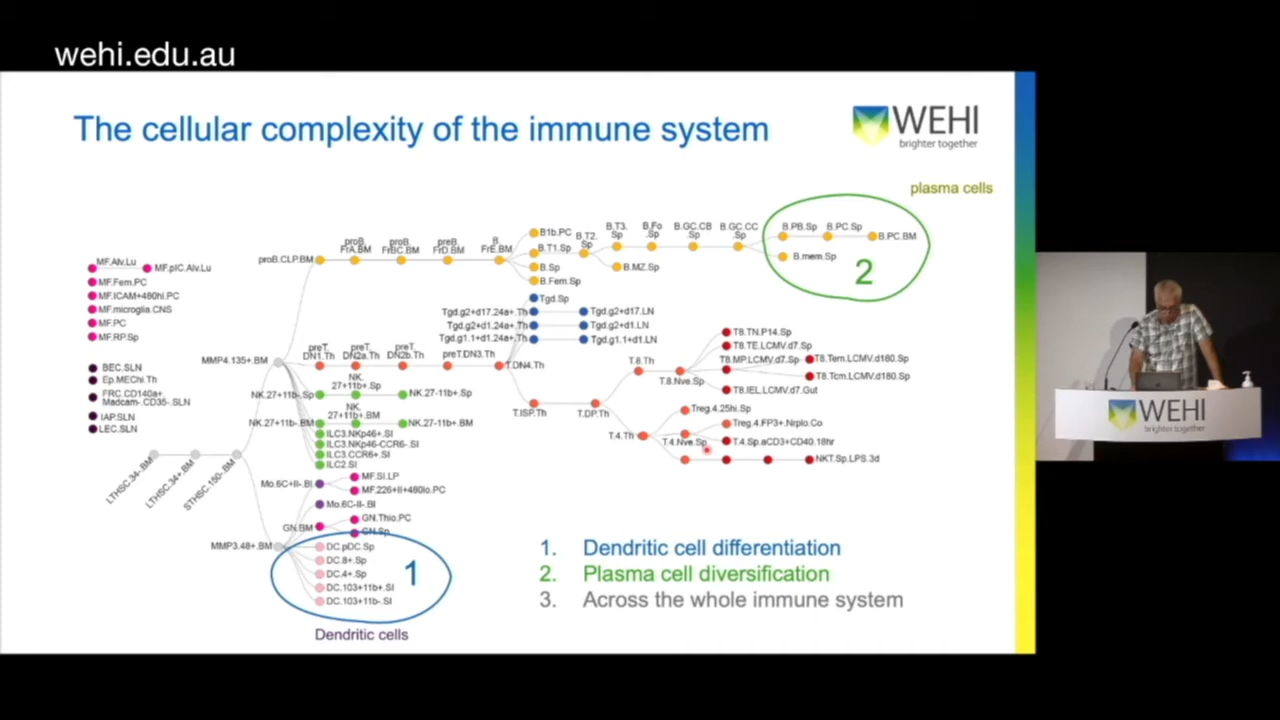 wehi.edu.au
The cellular complexity of the immune system
WEHI
brighter together
plasma cells
B.PB.Sp
B.PC.Sp
B.PC.BM
B.mem.Sp
2
B1b.PC
B.T1.Sp
B.T2.
Sp
B.T3.
Sp
B.Fo
.Sp
B.GC.CB
Sp
B.GC.CC
Sp
B.Sp
B.MZ.Sp
B.Fem.Sp
proB.CLP.BM
proB.
FrA.BM
proB.
FrBC.BM
preB.
FrD.BM
B.
FrE.BM
MF.Alv.Lu
MF.pIC.Alv.Lu
MF.Fem.PC
MF.ICAM+480hi.PC
MF.microglia.CNS
MF.PC
MF.RP.Sp
Tgd.Sp
Tgd.g2+d17.24a+.Th
Tgd.g2+d17.LN
Tgd.g2+d1.24a+.Th
Tgd.g2+d1.LN
Tgd.g1.1+d1.24a+.Th
Tgd.g1.1+d1.LN
MMP4.135+.BM
preT.
DN1.Th
preT.
DN2a.Th
preT.
DN2b.Th
preT.DN3.Th
T.DN4.Th
T.8.Th
T.8.Nve.Sp
T8.TN.P14.Sp
T8.TE.LCMV.d7.Sp
T8.MP.LCMV.d7.Sp
T8.Tem.LCMV.d180.Sp
T8.Tcm.LCMV.d180.Sp
T8.IEL.LCMV.d7.Gut
BEC.SLN
Ep.MEChi.Th
FRC.CD140a+.
Madcam-.CD35-.SLN
IAP.SLN
LEC.SLN
NK.27+11b-.Sp
NK.
27+11b+.Sp
NK.27-11b+.Sp
NK.27+11b-.BM
NK.
27+11b+.BM
NK.27-11b+.BM
T.ISP.Th
T.DP.Th
Treg.4.25hi.Sp
Treg.4.FP3+.Nrplo.Co
T.4.Th
T.4.Nve.Sp
T.4.Sp.aCD3+CD40.18hr
NKT.Sp.LPS.3d
ILC3.NKp46+.SI
ILC3.NKp46-CCR6-.SI
ILC3.CCR6+.SI
ILC2.SI
LTHSC.34-.BM
LTHSC.34+.BM
STHSC.150-.BM
Mo.6C+II-.Bl
MF.SI.LP
MF.226+II+480lo.PC
Mo.6C-II-.Bl
GN.BM
GN.Thio.PC
GN.Sp
MMP3.48+.BM
DC.pDC.Sp
DC.8+.Sp
DC.4+.Sp
DC.103+11b+.SI
DC.103+11b-.SI
1
Dendritic cells
1. Dendritic cell differentiation
2. Plasma cell diversification
3. Across the whole immune system
WEHI
brighter together